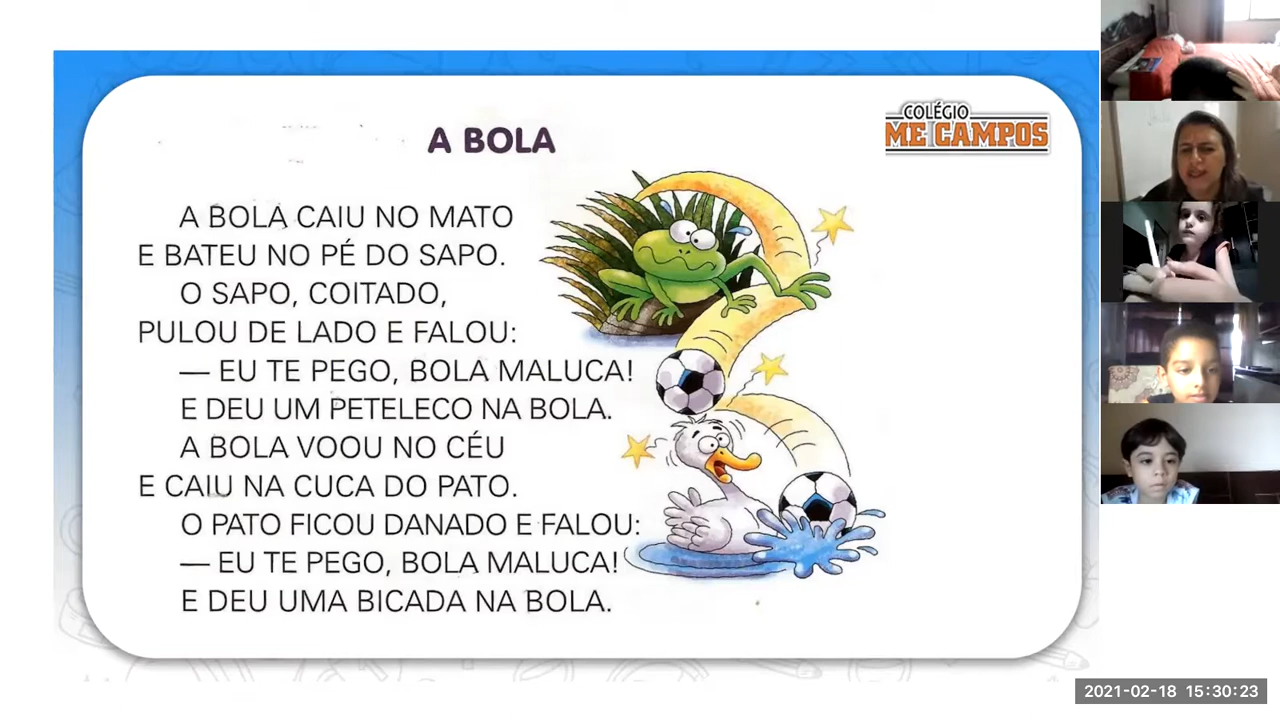 COLÉGIO
ME CAMPOS
A BOLA
A BOLA CAIU NO MATO
E BATEU NO PÉ DO SAPO.
O SAPO, COITADO,
PULOU DE LADO E FALOU:
— EU TE PEGO, BOLA MALUCA!
E DEU UM PETELECO NA BOLA.
A BOLA VOOU NO CÉU
E CAIU NA CUCA DO PATO.
O PATO FICOU DANADO E FALOU:
— EU TE PEGO, BOLA MALUCA!
E DEU UMA BICADA NA BOLA.
2021-02-18 15:30:23